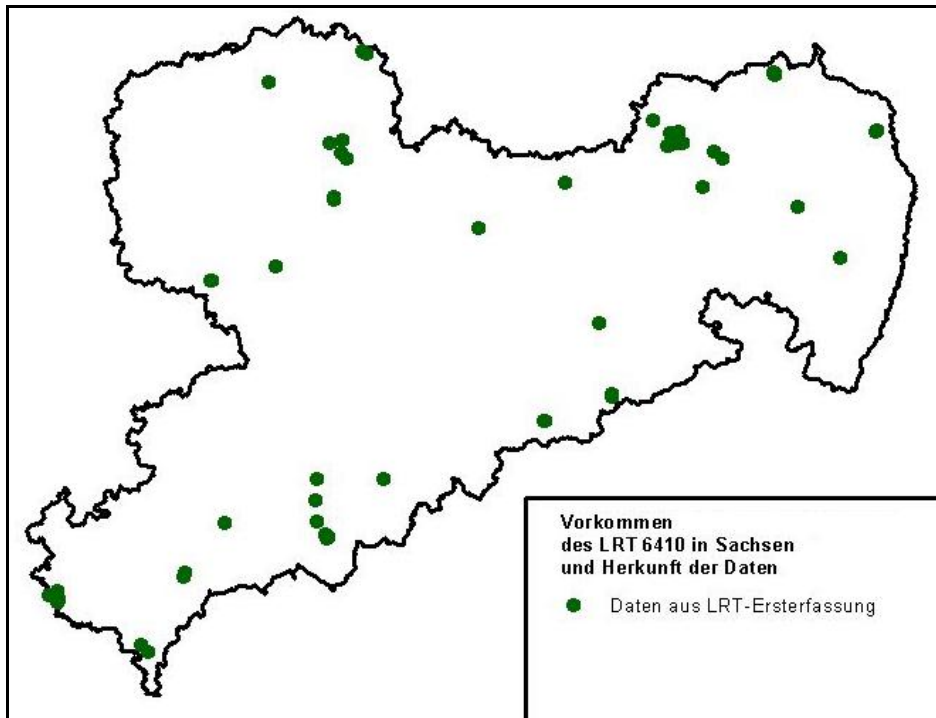 Vorkommen
des LRT 6410 in Sachsen
und Herkunft der Daten
Daten aus LRT-Ersterfassung